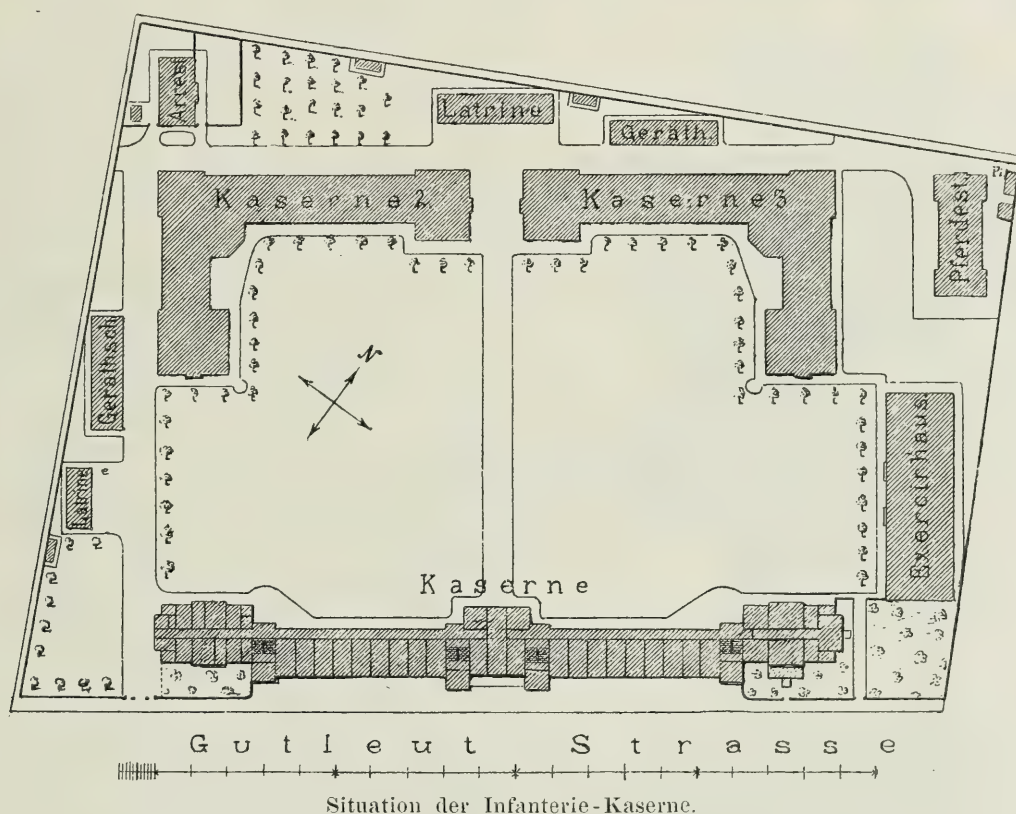 Arrest
Latrine
Geräth.
Kaserne 2.
Kaserne 3
Pferdest.
N
Geräthsch
Exercirhaus.
Latrine
Kaserne
Gutleut Strasse
Situation der Infanterie-Kaserne.